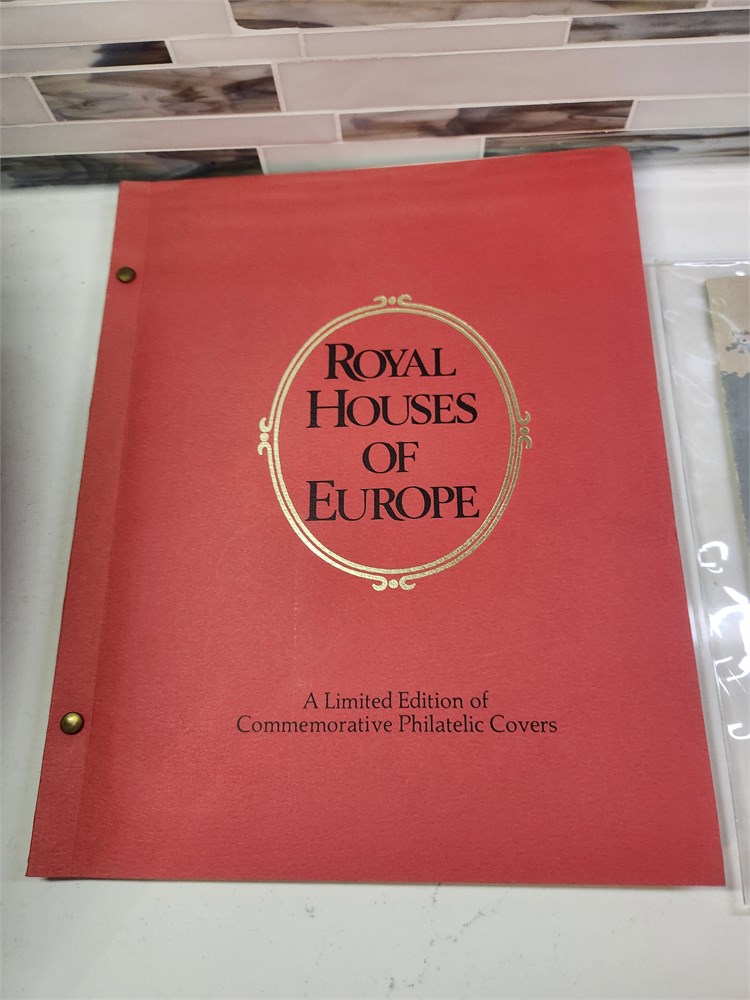 ROYAL
HOUSES
OF
EUROPE
A Limited Edition of
Commemorative Philatelic Covers